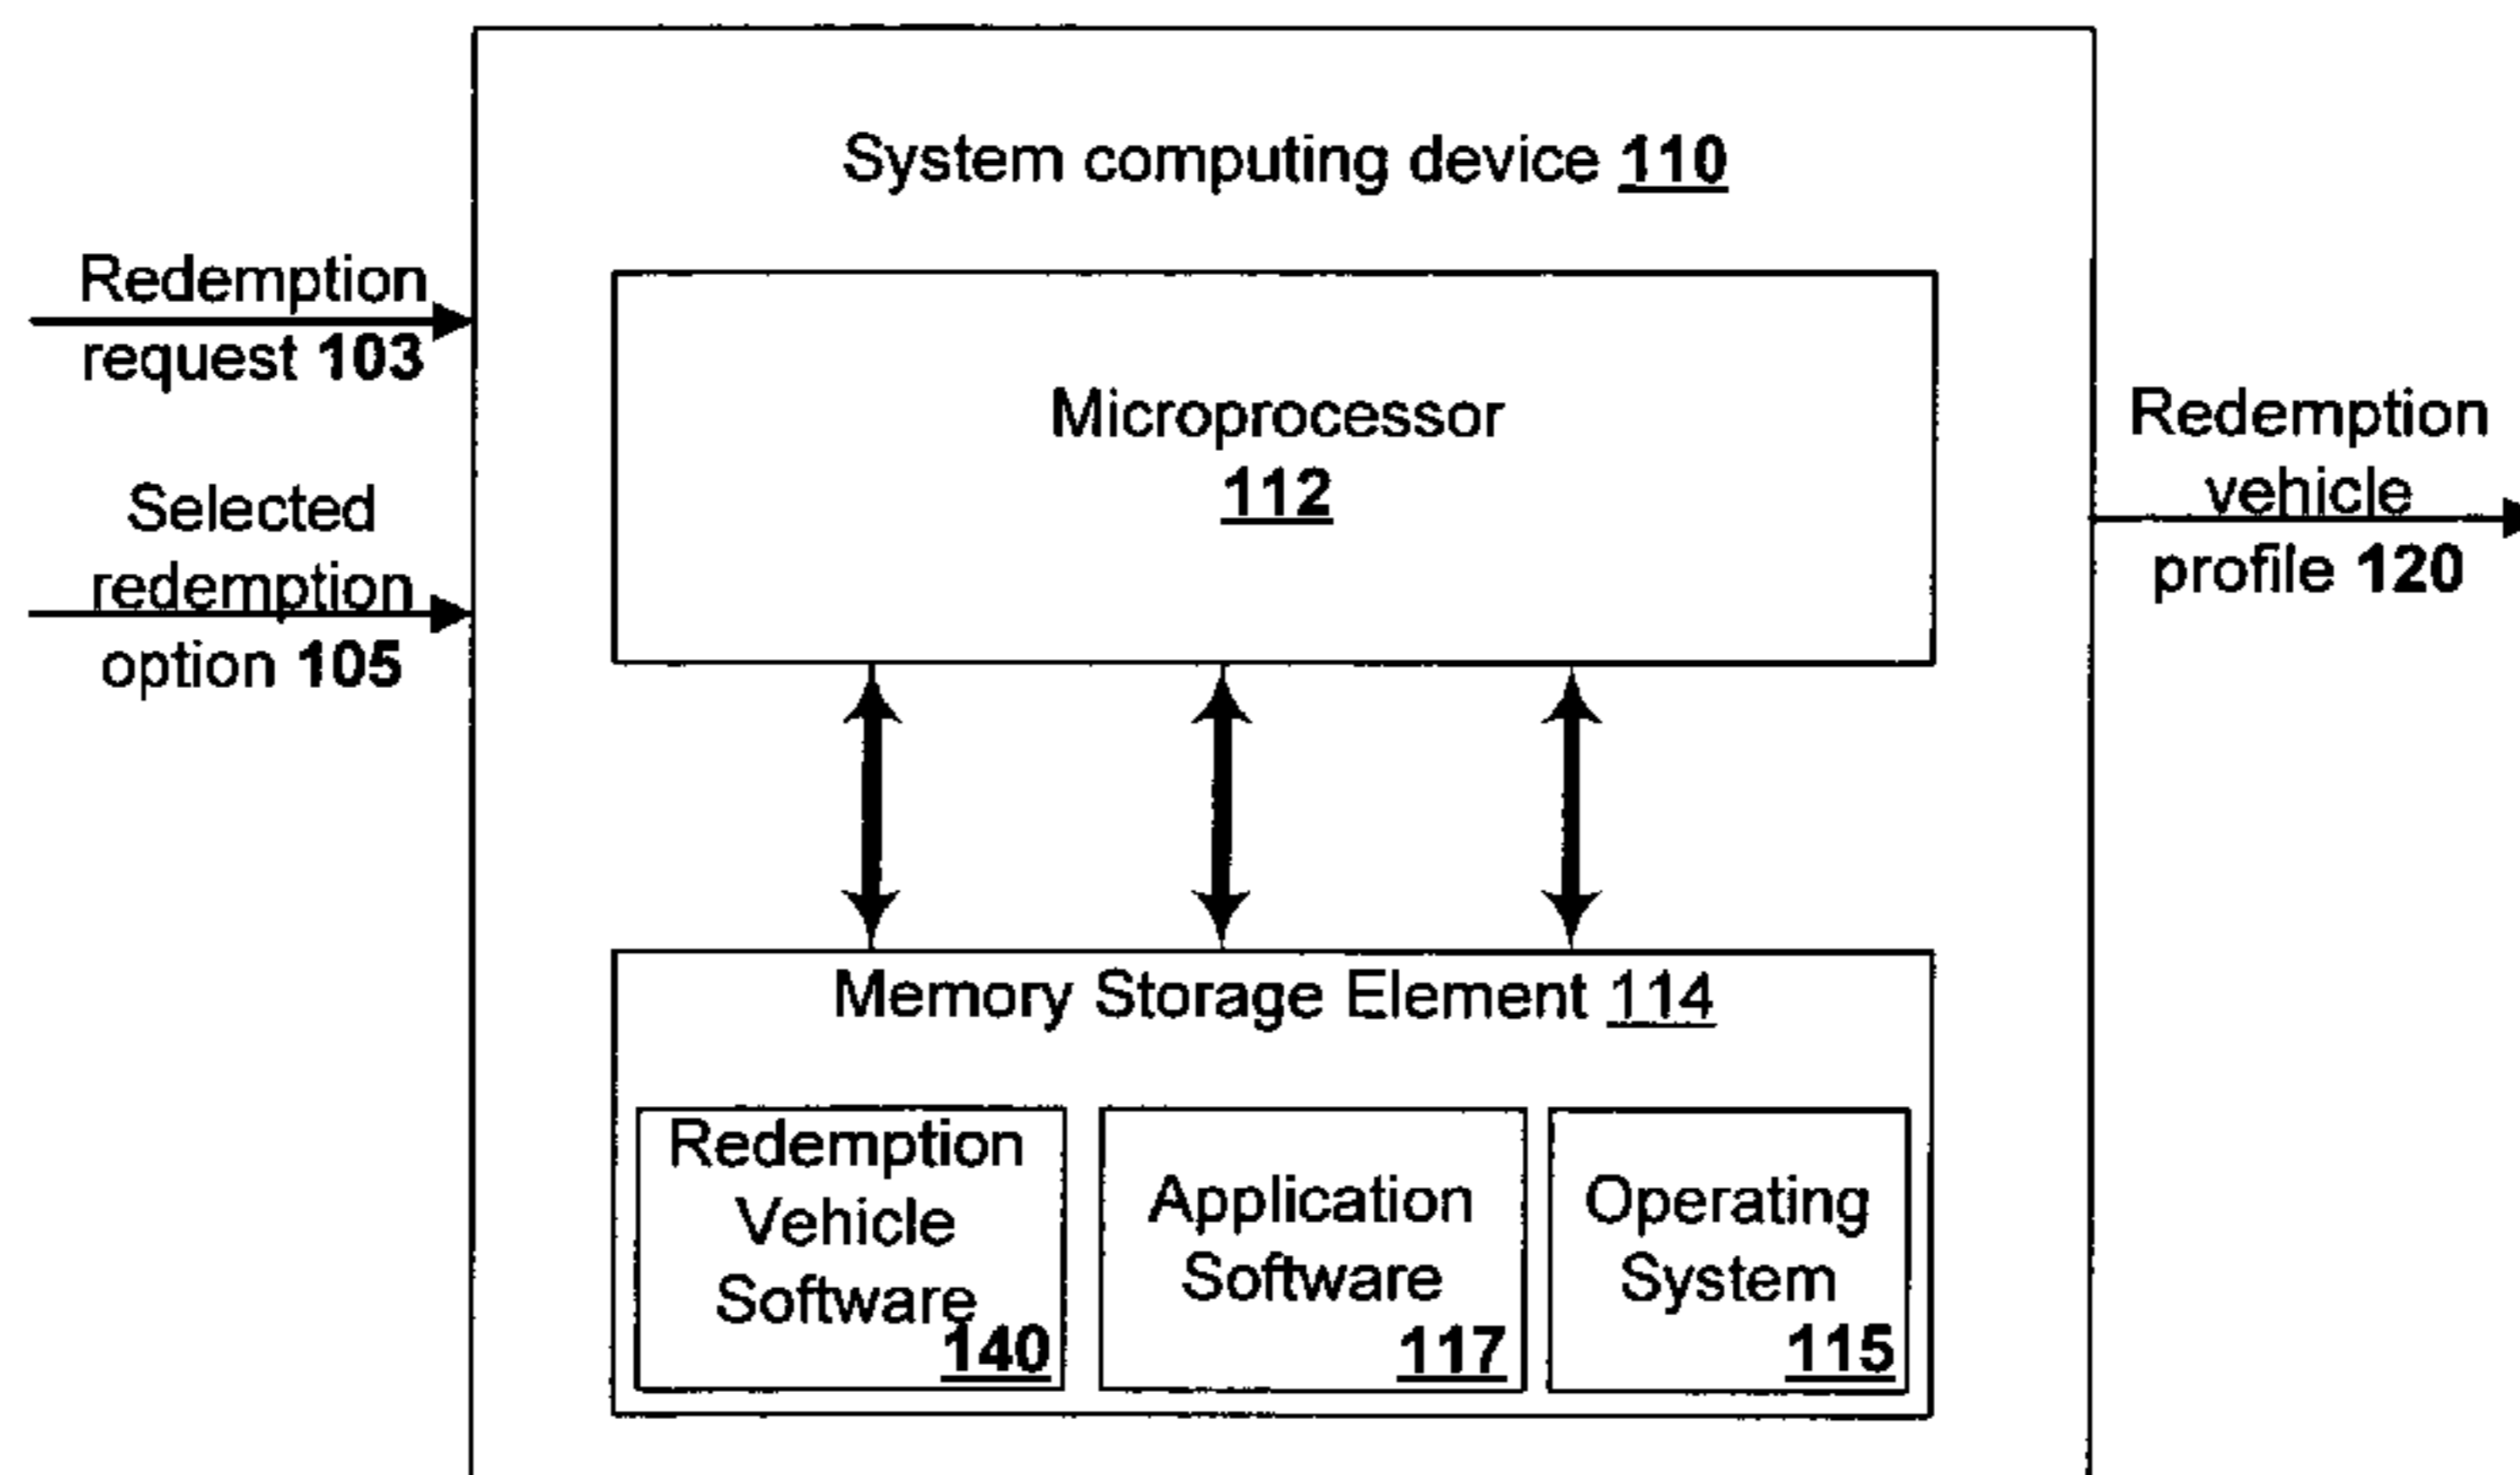 System computing device 110
Redemption
request 103
Selected
redemption
option 105
Microprocessor
112
Redemption
vehicle
profile 120
Memory Storage Element 114
Redemption
Vehicle
Software
140
Application
Software
117
Operating
System
115